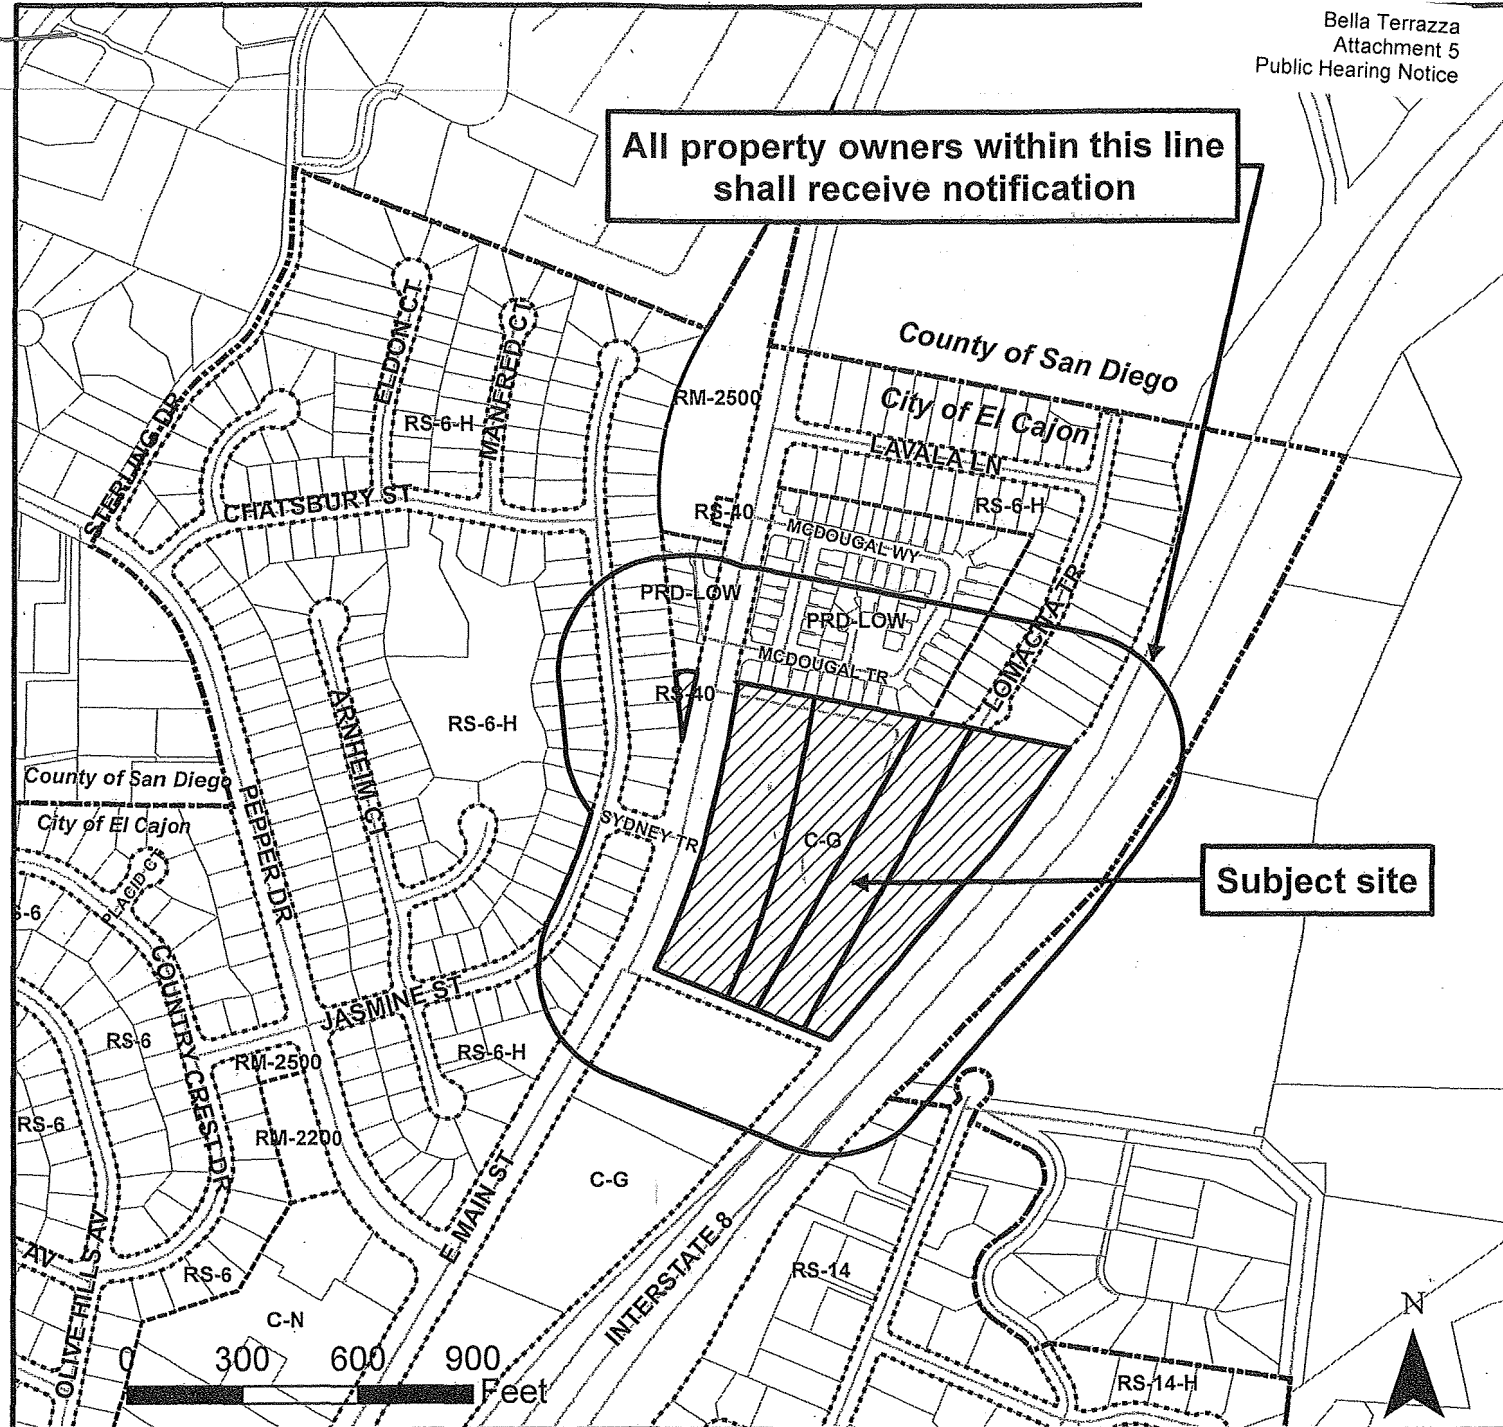 Bella Terrazza
Attachment 5
Public Hearing Notice
All property owners within this line
shall receive notification
County of San Diego
City of El Cajon
ELDON CT
MANFRED CT
RM-2500
RS-6-H
LAVALA LN
STERLING DR
CHATSBURY ST
RS-40
RS-6-H
MCDOUGAL WY
PRD-LOW
PRD-LOW
LOMACIVA TR
MCDOUGAL TR
RS-40
ARNHEIM CT
RS-6-H
County of San Diego
City of El Cajon
PEPPER DR
SYDNEY TR
C-G
Subject site
PLACID CT
S-6
COUNTRY CREST DR
JASMINE ST
RS-6
RM-2500
RS-6-H
RS-6
RM-2200
C-G
E MAIN ST
INTERSTATE 8
AV
OLIVE HILLS AV
RS-6
RS-14
C-N
N
0 300 600 900
Feet
RS-14-H